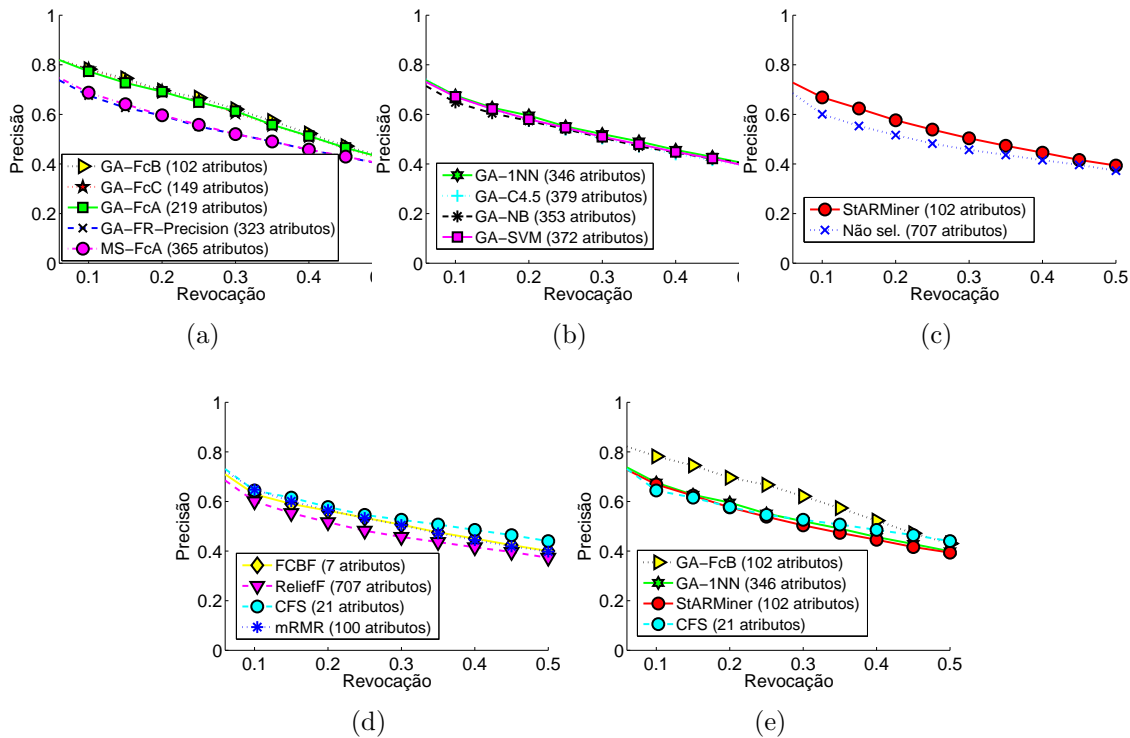 Precisão
1
0.8
0.6
0.4
0.2
0
GA-FcB (102 atributos)
GA-FcC (149 atributos)
GA-FcA (219 atributos)
GA-FR-Precision (323 atributos)
MS-FcA (365 atributos)
0.1 0.2 0.3 0.4
Revocação
(a)
Precisão
1
0.8
0.6
0.4
0.2
0
GA-1NN (346 atributos)
GA-C4.5 (379 atributos)
GA-NB (353 atributos)
GA-SVM (372 atributos)
0.1 0.2 0.3 0.4
Revocação
(b)
Precisão
1
0.8
0.6
0.4
0.2
0
StARMiner (102 atributos)
Não sel. (707 atributos)
0.1 0.2 0.3 0.4 0.5
Revocação
(c)
Precisão
1
0.8
0.6
0.4
0.2
0
FCBF (7 atributos)
ReliefF (707 atributos)
CFS (21 atributos)
mRMR (100 atributos)
0.1 0.2 0.3 0.4 0.5
Revocação
(d)
Precisão
1
0.8
0.6
0.4
0.2
0
GA-FcB (102 atributos)
GA-1NN (346 atributos)
StARMiner (102 atributos)
CFS (21 atributos)
0.1 0.2 0.3 0.4 0.5
Revocação
(e)